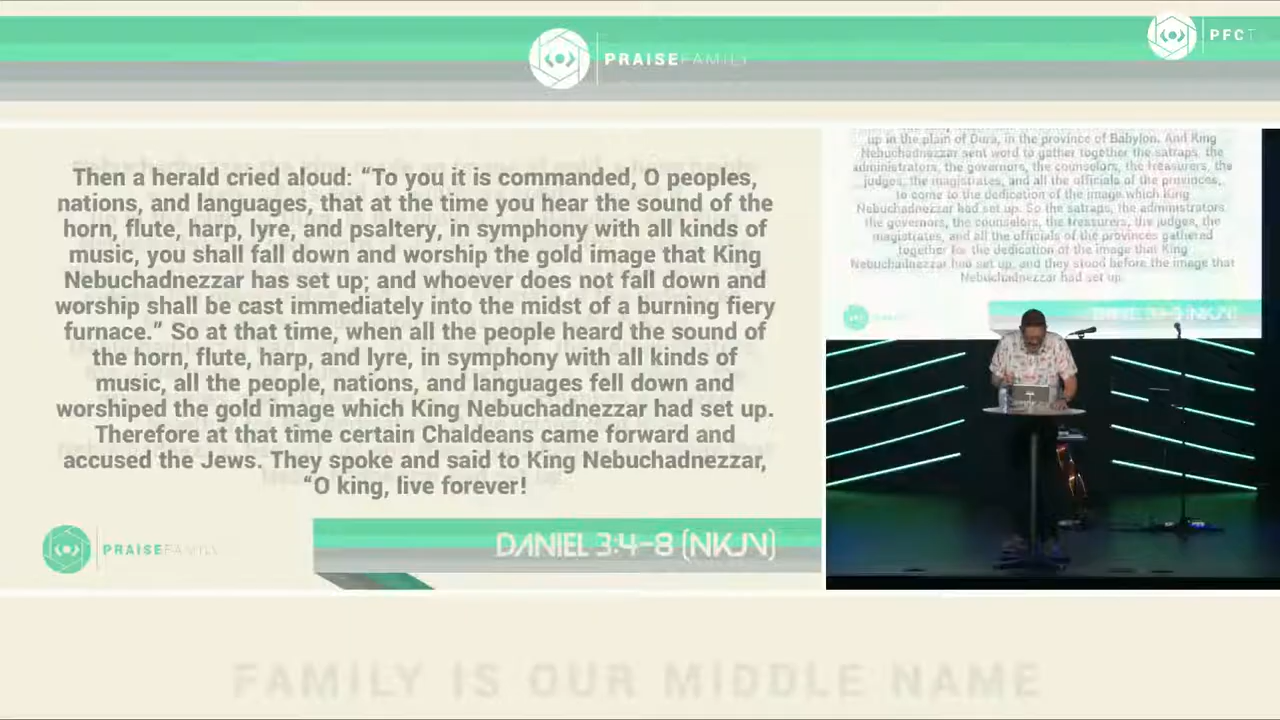 PRAISEFAMILY
PFCT
Then a herald cried aloud: “To you it is commanded, O peoples,
nations, and languages, that at the time you hear the sound of the
horn, flute, harp, lyre, and psaltery, in symphony with all kinds of
music, you shall fall down and worship the gold image that King
Nebuchadnezzar has set up; and whoever does not fall down and
worship shall be cast immediately into the midst of a burning fiery
furnace.” So at that time, when all the people heard the sound of
the horn, flute, harp, and lyre, in symphony with all kinds of
music, all the people, nations, and languages fell down and
worshiped the gold image which King Nebuchadnezzar had set up.
Therefore at that time certain Chaldeans came forward and
accused the Jews. They spoke and said to King Nebuchadnezzar,
“O king, live forever!
PRAISEFAMILY
DANIEL 3:4-8 (NKJV)
up in the plain of Dura, in the province of Babylon. And King
Nebuchadnezzar sent word to gather together the satraps, the
administrators, the governors, the counselors, the treasurers, the
judges, the magistrates, and all the officials of the provinces,
to come to the dedication of the image which King
Nebuchadnezzar had set up. So the satraps, the administrators,
the governors, the counselors, the treasurers, the judges, the
magistrates, and all the officials of the provinces gathered
together for the dedication of the image that King
Nebuchadnezzar had set up; and they stood before the image that
Nebuchadnezzar had set up.
FAMILY IS OUR MIDDLE NAME